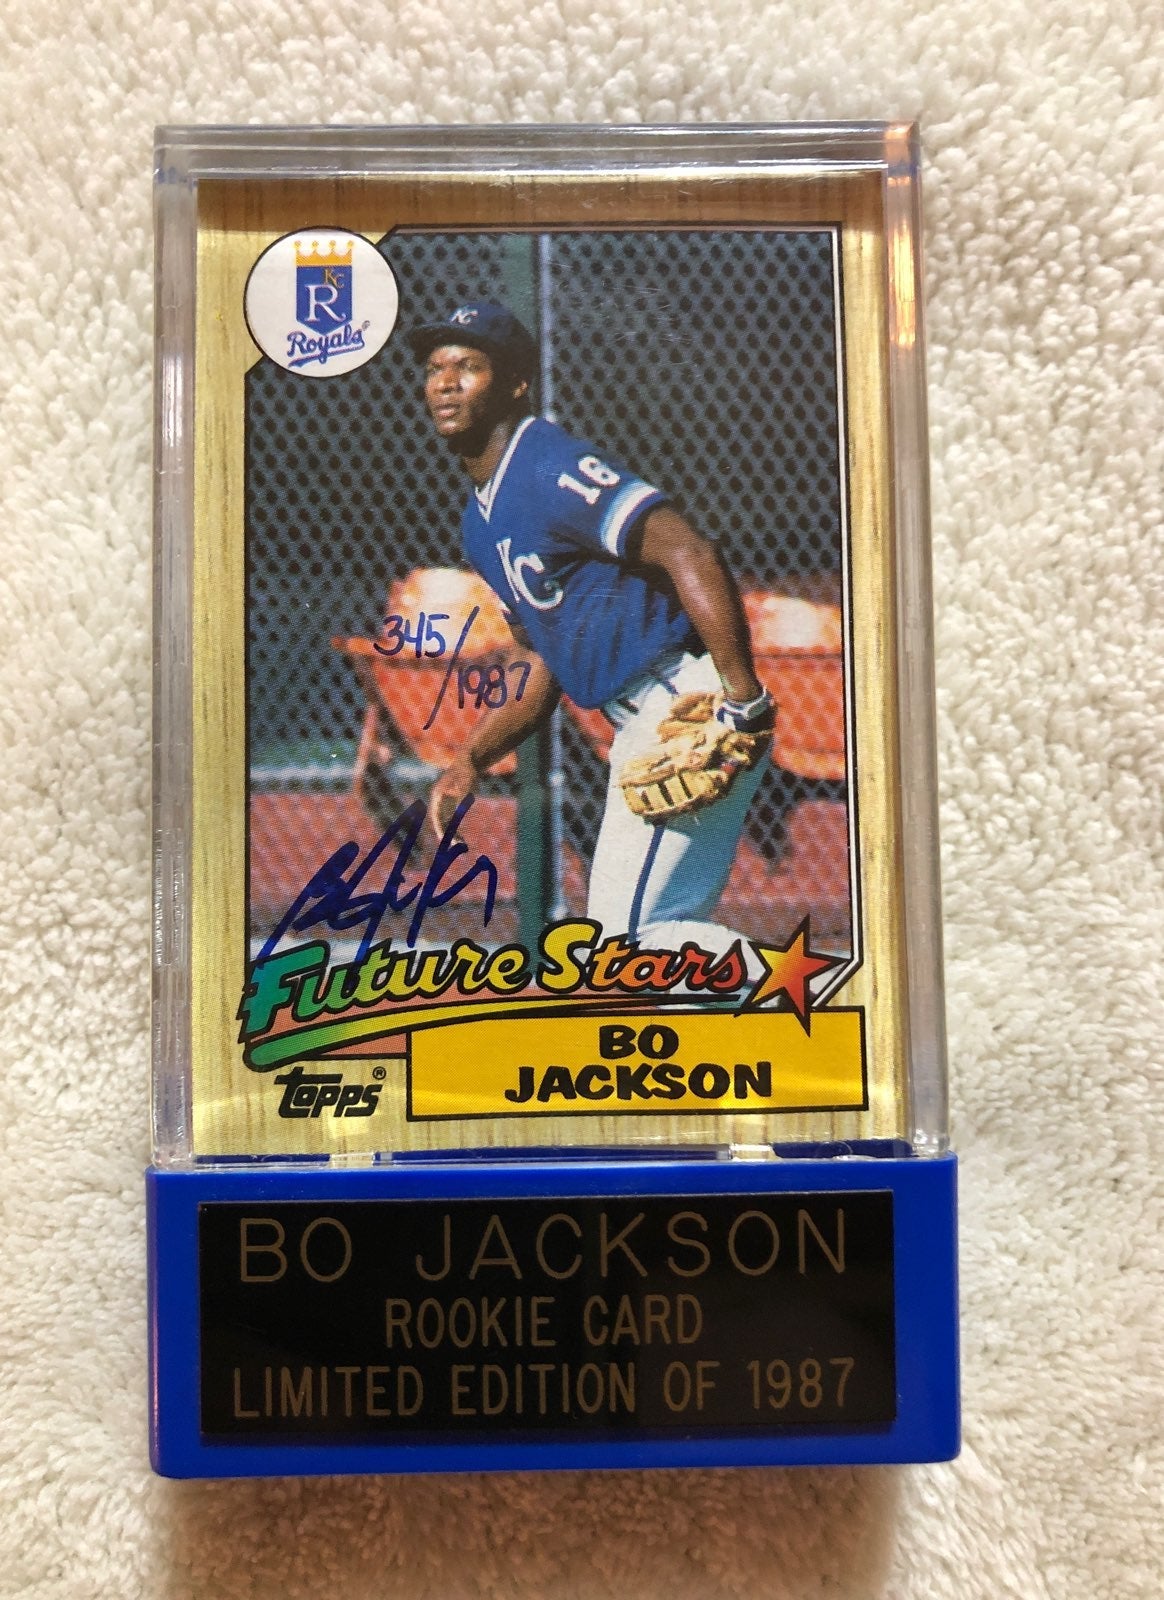 KC
R
Royals®
KC
16
KC
345/1987
Future Stars
BO
JACKSON
Topps®
BO JACKSON
ROOKIE CARD
LIMITED EDITION OF 1987